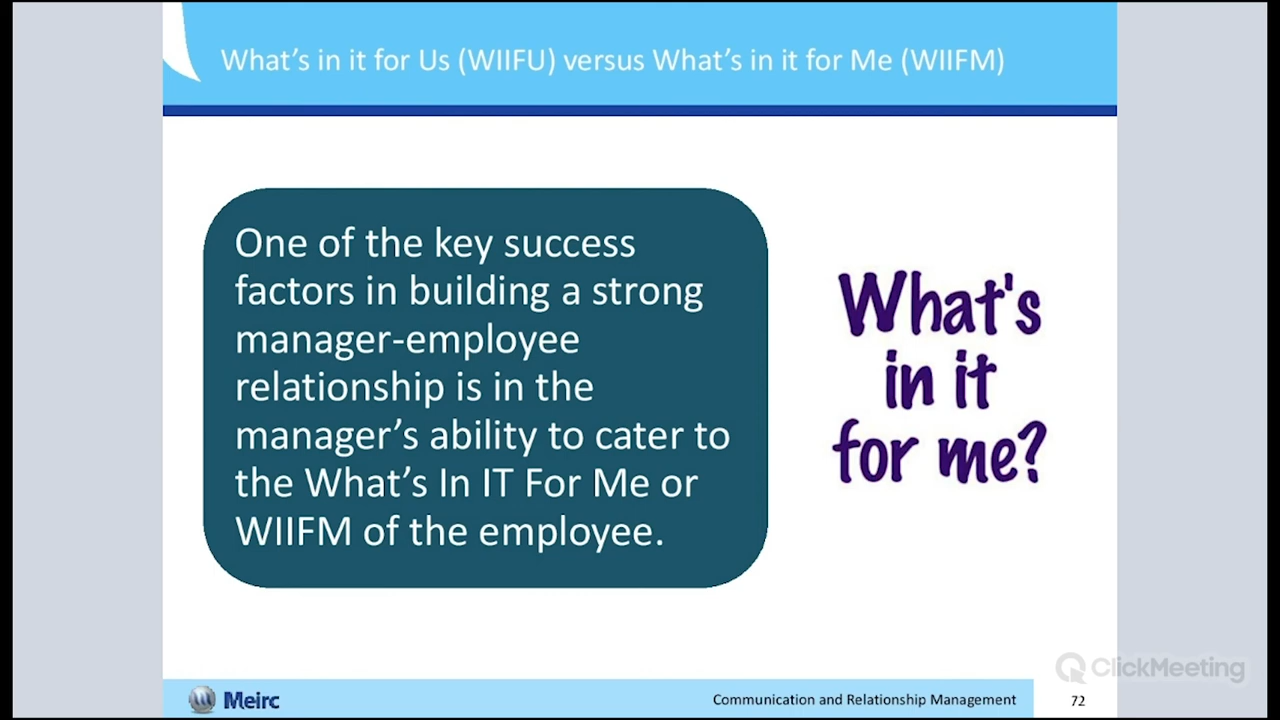 What's in it for Us (WIIFU) versus What's in it for Me (WIIFM)
One of the key success
factors in building a strong
manager-employee
relationship is in the
manager's ability to cater to
the What's In IT For Me or
WIIFM of the employee.
What's
in it
for me?
ClickMeeting
Meirc
Communication and Relationship Management
72